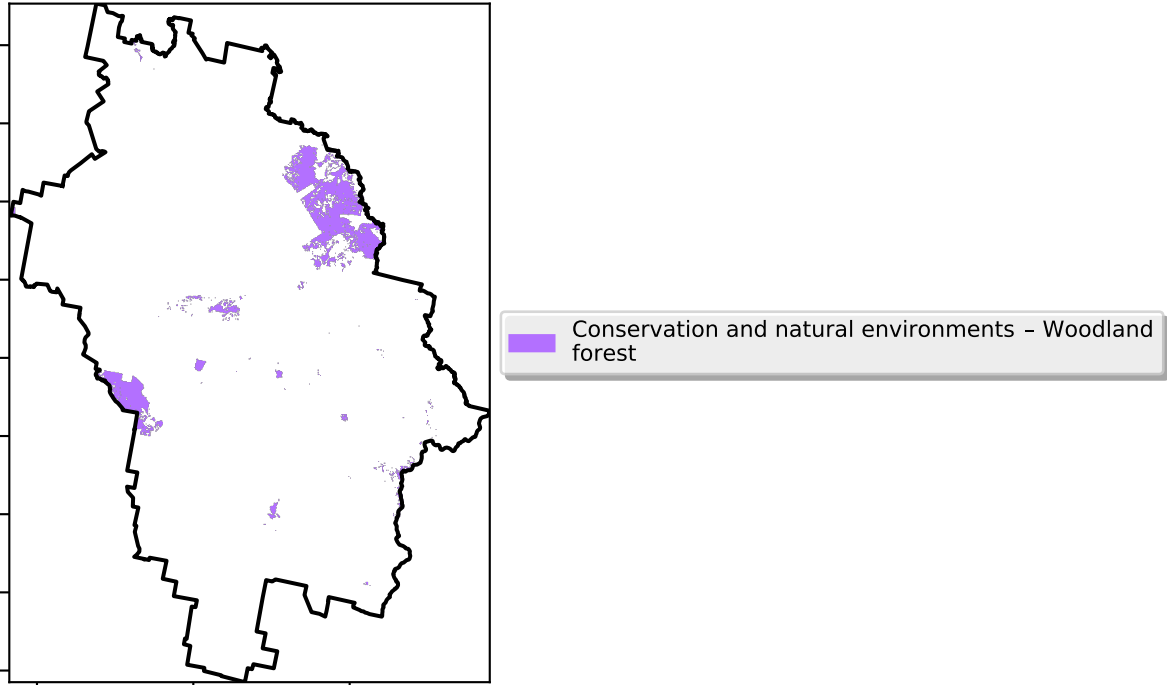 Conservation and natural environments – Woodland
forest